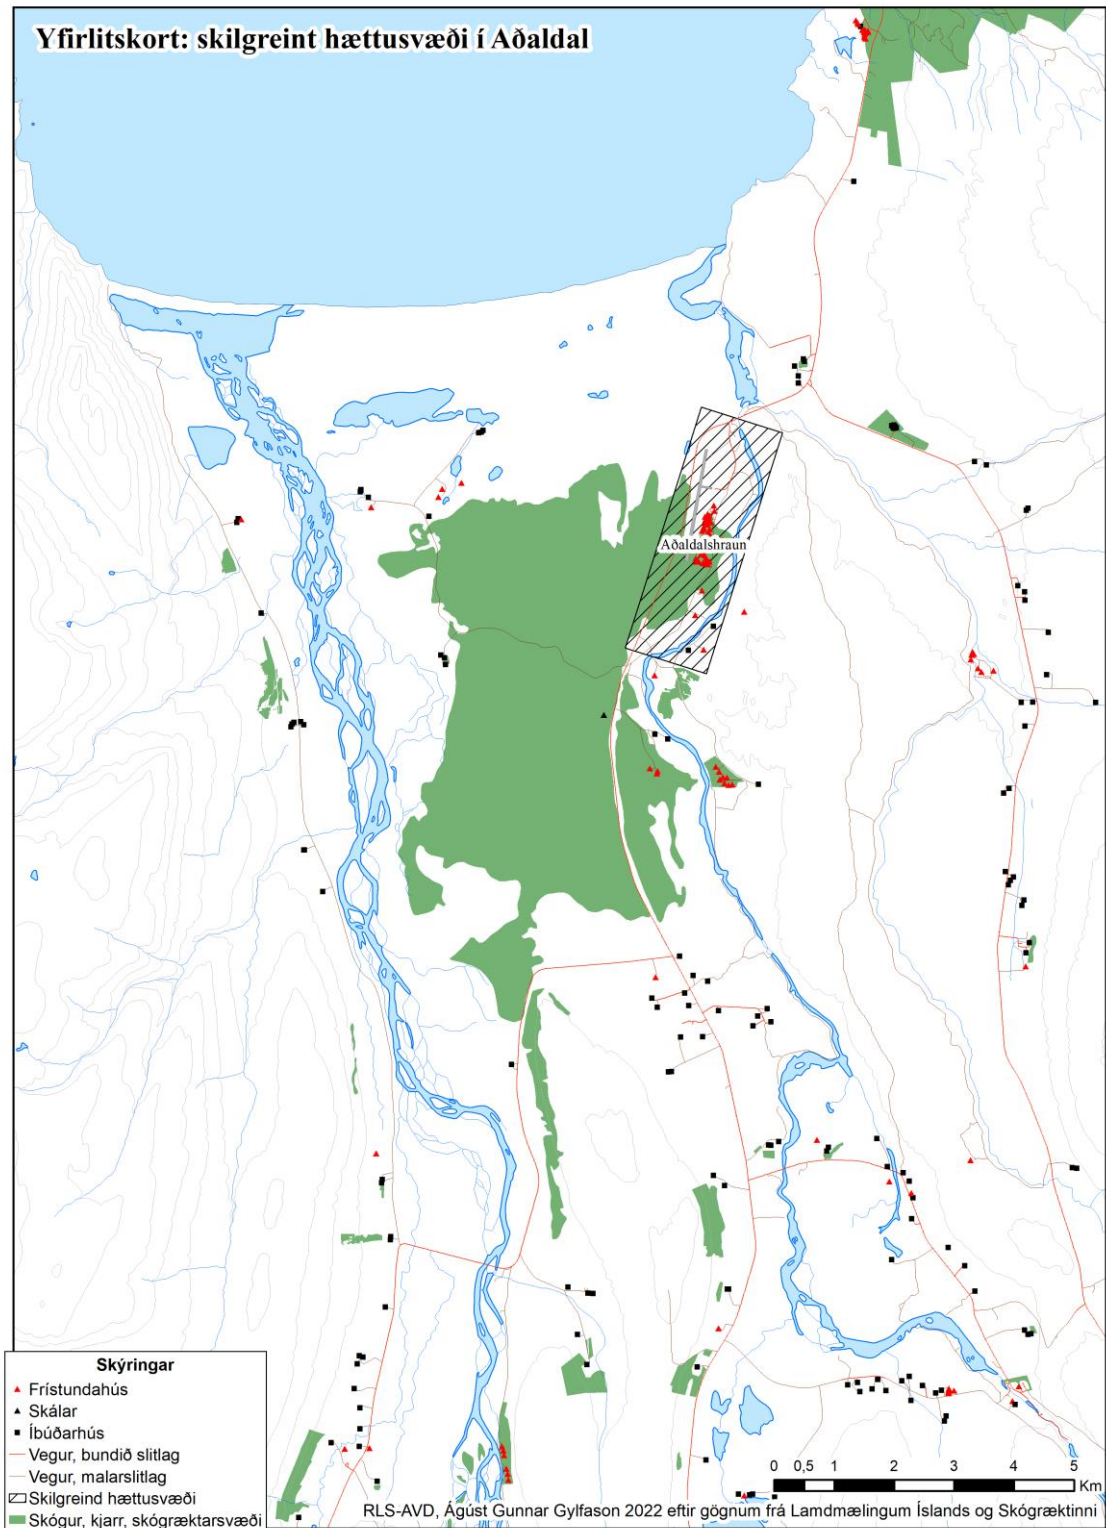 Yfirlitskort: skilgreint hættusvæði í Aðaldal
Aðaldalshraun
Skýringar
Frístundahús
Skálar
Íbúðarhús
Vegur, bundið slitlag
Vegur, malarslitlag
Skilgreind hættusvæði
Skógur, kjarr, skógræktarsvæði
0 0,5 1 2 3 4 5
Km
RLS-AVD, Ágúst Gunnar Gylfason 2022 eftir gögnum frá Landmælingum Íslands og Skógræktinni